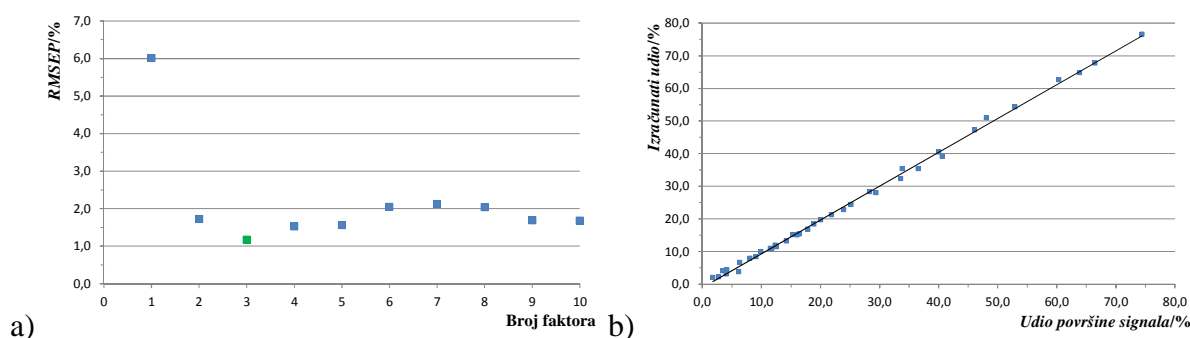 RMSEP/%
7,0
6,0
5,0
4,0
3,0
2,0
1,0
0,0
0 1 2 3 4 5 6 7 8 9 10
Broj faktora
a)
Izračunati udio/%
80,0
70,0
60,0
50,0
40,0
30,0
20,0
10,0
0,0
0,0 10,0 20,0 30,0 40,0 50,0 60,0 70,0 80,0
Udio površine signala/%
b)